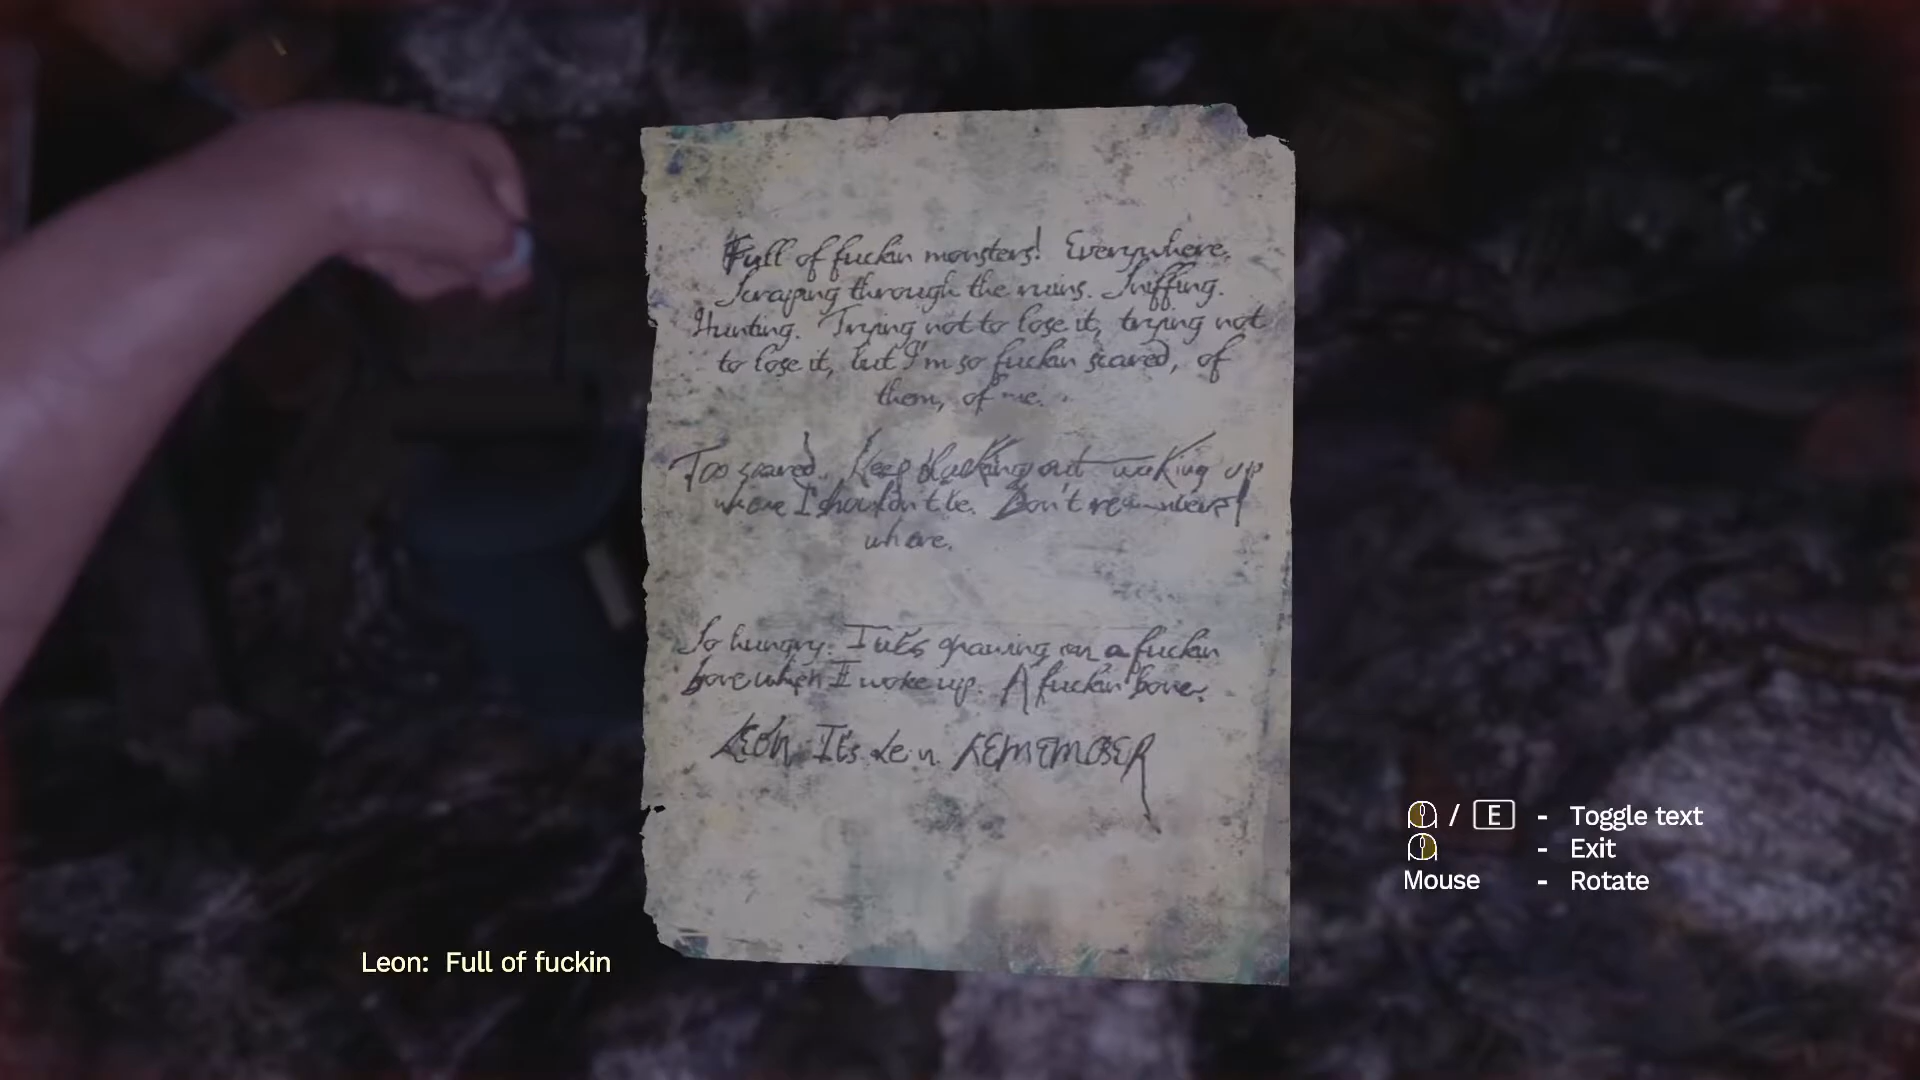 Full of fuckin monsters! Everywhere.
Scraping through the ruins. Sniffing.
Hunting. Trying not to lose it, trying not
to lose it, but I'm so fuckin scared, of
them, of me.
Too scared. Keep blacking out waking up
where I shouldn't be. Don't remember
where.
So hungry. I was gnawing on a fuckin
bone when I woke up. A fuckin bone.
LEON It's Leon REMEMBER
/ E - Toggle text
- Exit
Mouse - Rotate
Leon: Full of fuckin